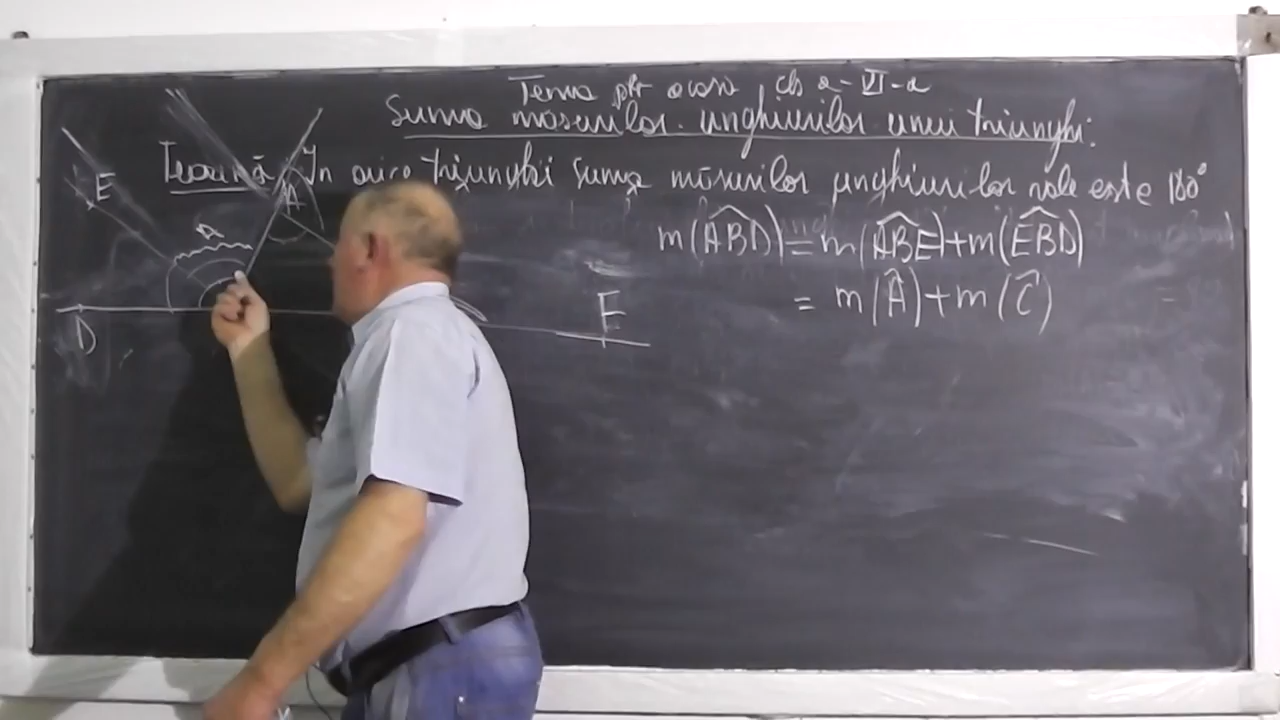 Tema ptr acasă cls a-VI-a
Suma măsurilor unghiurilor unui triunghi.
Teoremă În orice triunghi suma măsurilor unghiurilor sale este 180°
E
A
α
m(ABD) = m(ABE) + m(EBD)
= m(A) + m(C)
D
F